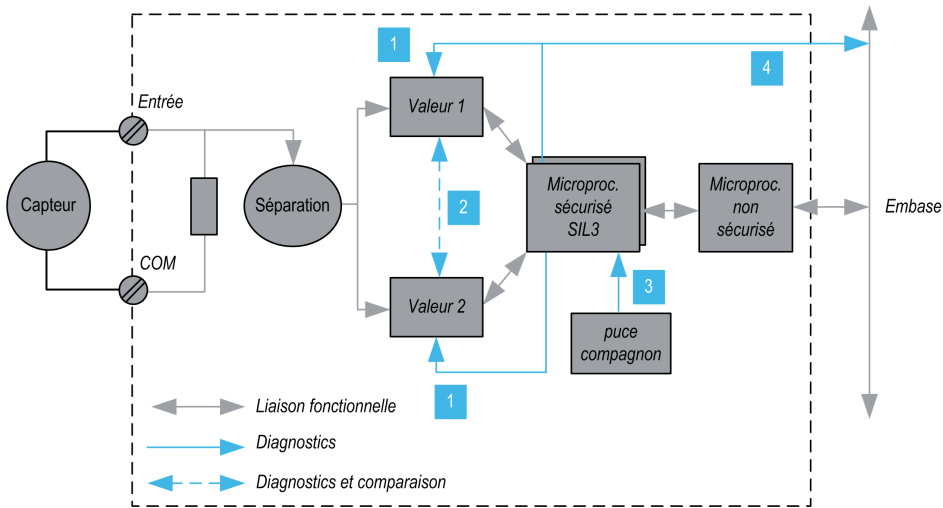 1
4
Entrée
Valeur 1
Capteur
Séparation
2
Microproc.
sécurisé
SIL3
Microproc.
non
sécurisé
Embase
COM
3
Valeur 2
puce
compagnon
1
Liaison fonctionnelle
Diagnostics
Diagnostics et comparaison